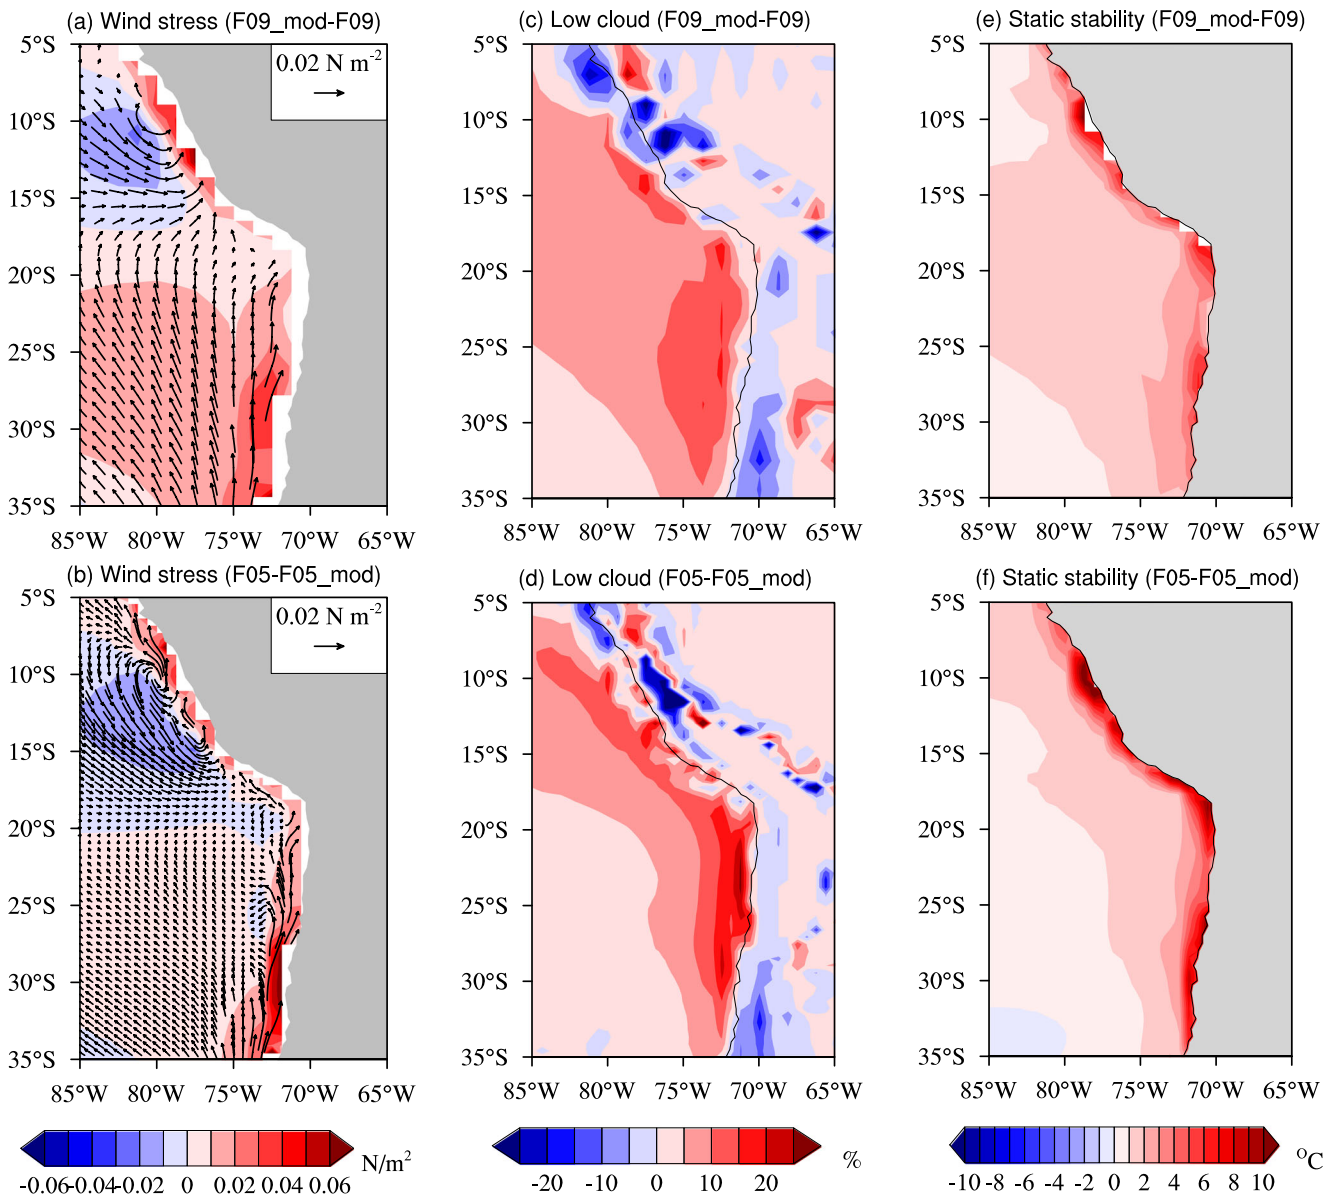 (a) Wind stress (F09_mod-F09)
0.02 N m-2
5°S
10°S
15°S
20°S
25°S
30°S
35°S
85°W 80°W 75°W 70°W 65°W
(c) Low cloud (F09_mod-F09)
5°S
10°S
15°S
20°S
25°S
30°S
35°S
85°W 80°W 75°W 70°W 65°W
(e) Static stability (F09_mod-F09)
5°S
10°S
15°S
20°S
25°S
30°S
35°S
85°W 80°W 75°W 70°W 65°W
(b) Wind stress (F05-F05_mod)
0.02 N m-2
5°S
10°S
15°S
20°S
25°S
30°S
35°S
85°W 80°W 75°W 70°W 65°W
(d) Low cloud (F05-F05_mod)
5°S
10°S
15°S
20°S
25°S
30°S
35°S
85°W 80°W 75°W 70°W 65°W
(f) Static stability (F05-F05_mod)
5°S
10°S
15°S
20°S
25°S
30°S
35°S
85°W 80°W 75°W 70°W 65°W
N/m²
-0.06 -0.04 -0.02 0 0.02 0.04 0.06
%
-20 -10 0 10 20
°C
-10 -8 -6 -4 -2 0 2 4 6 8 10